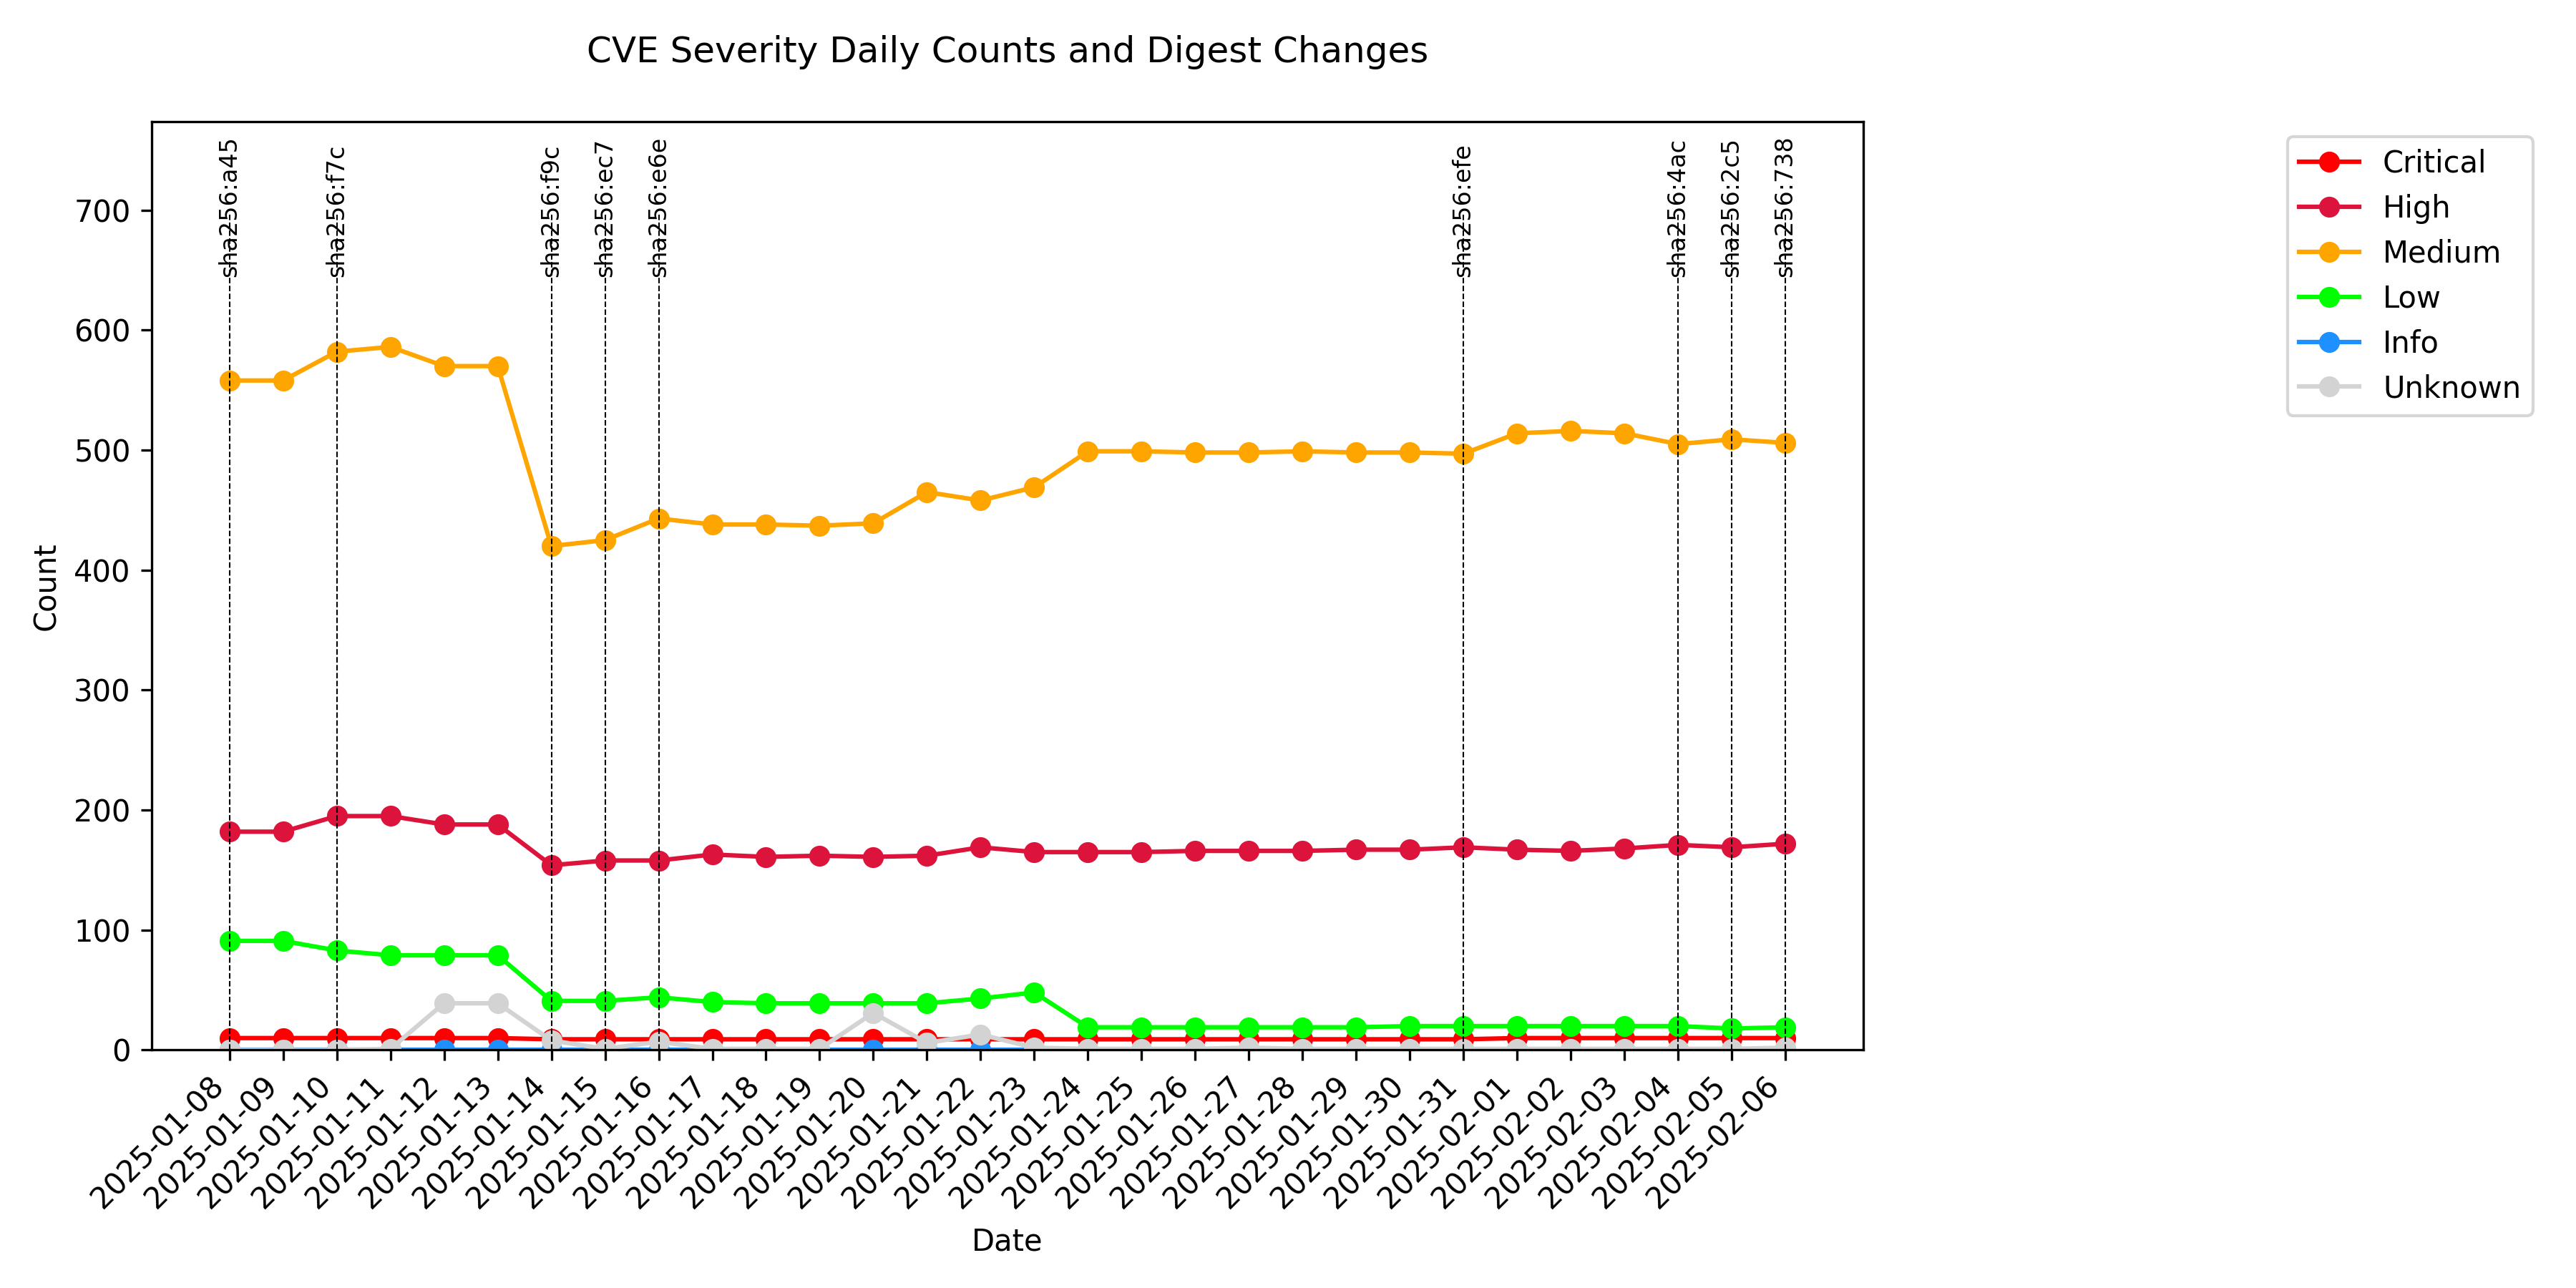 CVE Severity Daily Counts and Digest Changes
sha256:a45
sha256:f7c
sha256:f9c
sha256:ec7
sha256:e6e
sha256:efe
sha256:4ac
sha256:2c5
sha256:738
Critical
High
Medium
Low
Info
Unknown
Count
700
600
500
400
300
200
100
0
2025-01-08
2025-01-09
2025-01-10
2025-01-11
2025-01-12
2025-01-13
2025-01-14
2025-01-15
2025-01-16
2025-01-17
2025-01-18
2025-01-19
2025-01-20
2025-01-21
2025-01-22
2025-01-23
2025-01-24
2025-01-25
2025-01-26
2025-01-27
2025-01-28
2025-01-29
2025-01-30
2025-01-31
2025-02-01
2025-02-02
2025-02-03
2025-02-04
2025-02-05
2025-02-06
Date